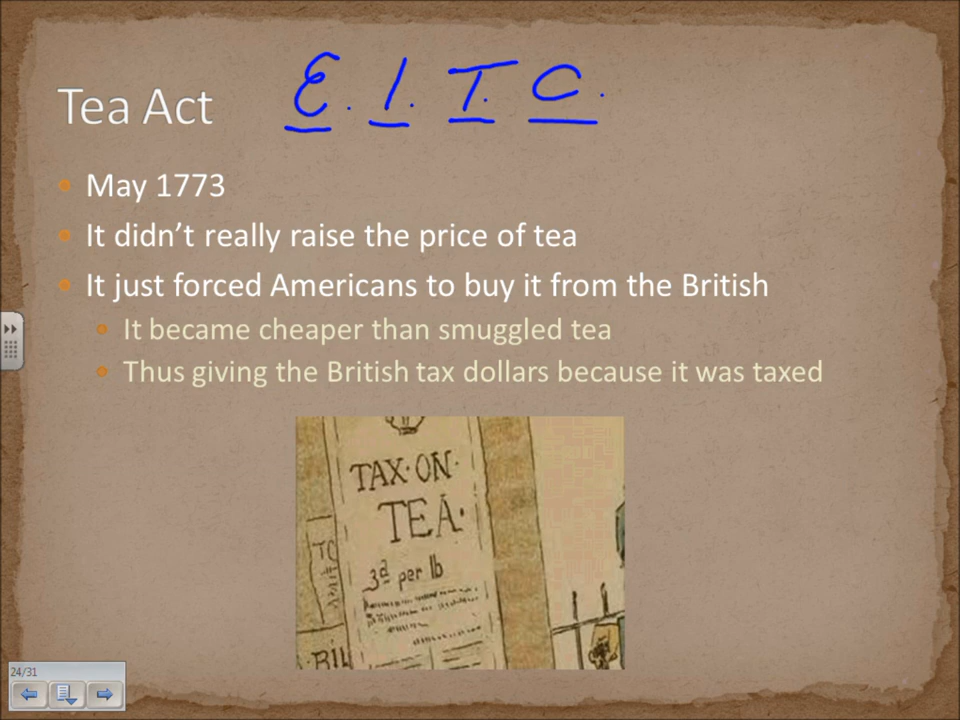 E. I. T. C.
Tea Act
May 1773
It didn't really raise the price of tea
It just forced Americans to buy it from the British
It became cheaper than smuggled tea
Thus giving the British tax dollars because it was taxed
TAX·ON·
TEA·
3d per lb
TO
BIL
24/31